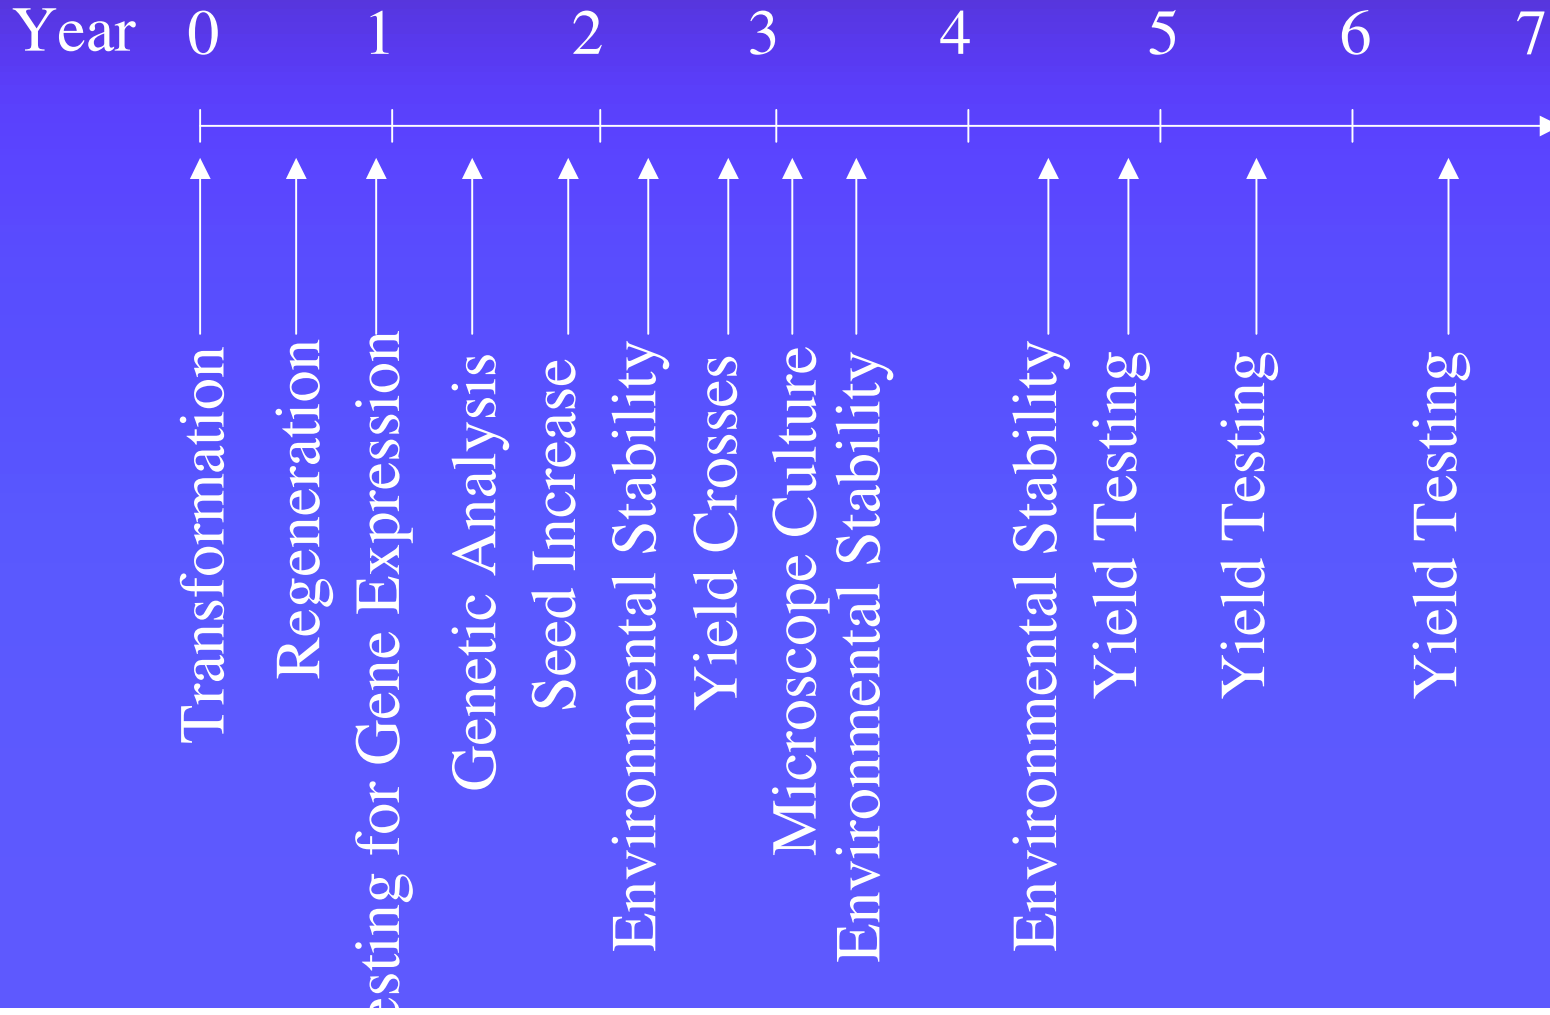 Year 0 1 2 3 4 5 6 7
Transformation
Regeneration
esting for Gene Expression
Genetic Analysis
Seed Increase
Environmental Stability
Yield Crosses
Microscope Culture
Environmental Stability
Environmental Stability
Yield Testing
Yield Testing
Yield Testing